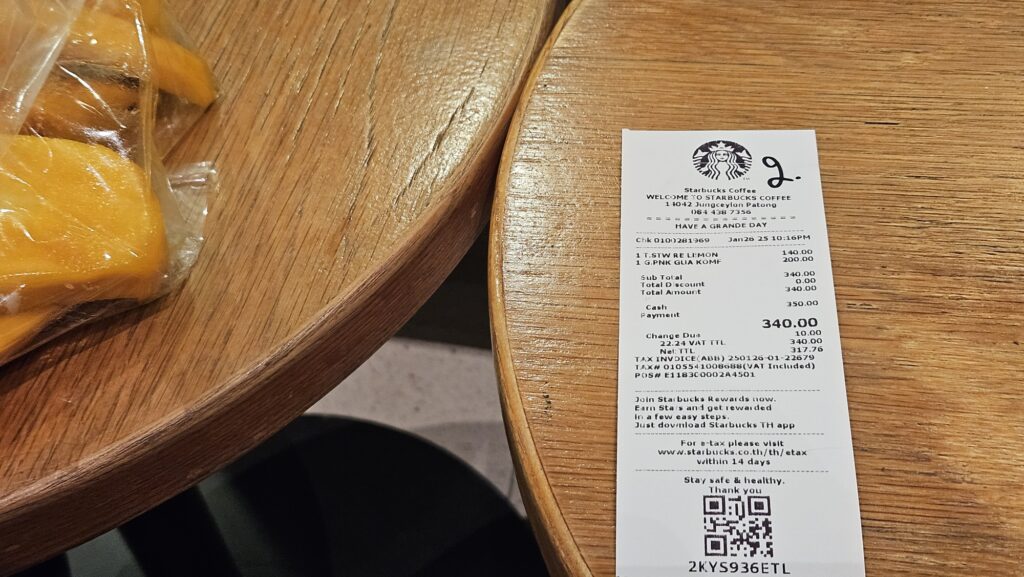 2.
Starbucks Coffee
WELCOME TO STARBUCKS COFFEE
14042 Jungceylon Patong
084 438 7356
HAVE A GRANDE DAY
Chk 0100281969 Jan26 25 10:16PM
1 T.STW RE LEMON 140.00
1 G.PNK GUA KOMF 200.00
Sub Total 340.00
Total Discount 0.00
Total Amount 340.00
Cash 350.00
Payment
340.00
Change Due 10.00
22.24 VAT TTL 340.00
Net TTL 317.76
TAX INVOICE(ABB) 250126-01-22679
TAX# 0105541008688(VAT Included)
POS# E118300002A4501
Join Starbucks Rewards now.
Earn Stars and get rewarded
in a few easy steps.
Just download Starbucks TH app
For e-tax please visit
www.starbucks.co.th/th/etax
within 14 days
Stay safe & healthy.
Thank you
2KYS936ETL